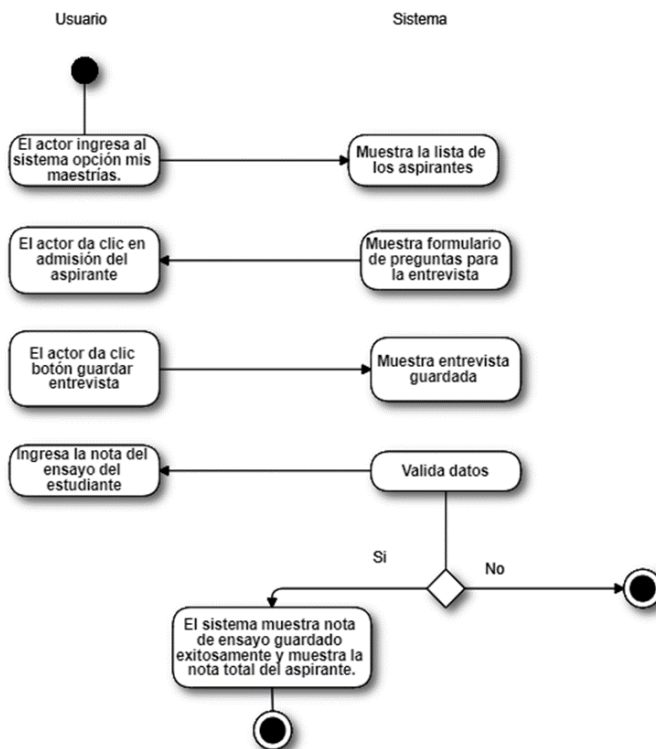 Usuario
Sistema
El actor ingresa al
sistema opción mis
maestrías.
Muestra la lista de
los aspirantes
El actor da clic en
admisión del
aspirante
Muestra formulario
de preguntas para
la entrevista
El actor da clic
botón guardar
entrevista
Muestra entrevista
guardada
Ingresa la nota del
ensayo del
estudiante
Valida datos
Si
No
El sistema muestra nota
de ensayo guardado
exitosamente y muestra la
nota total del aspirante.